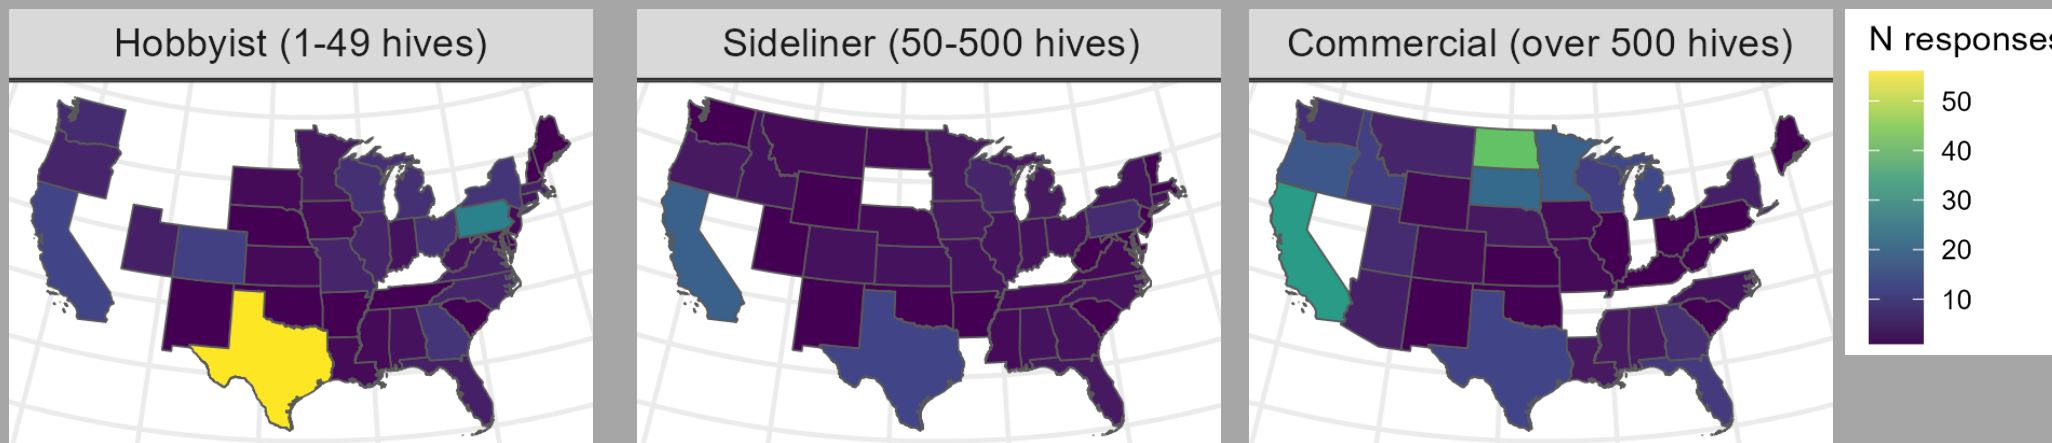 Hobbyist (1-49 hives)
Sideliner (50-500 hives)
Commercial (over 500 hives)
N responses
50
40
30
20
10